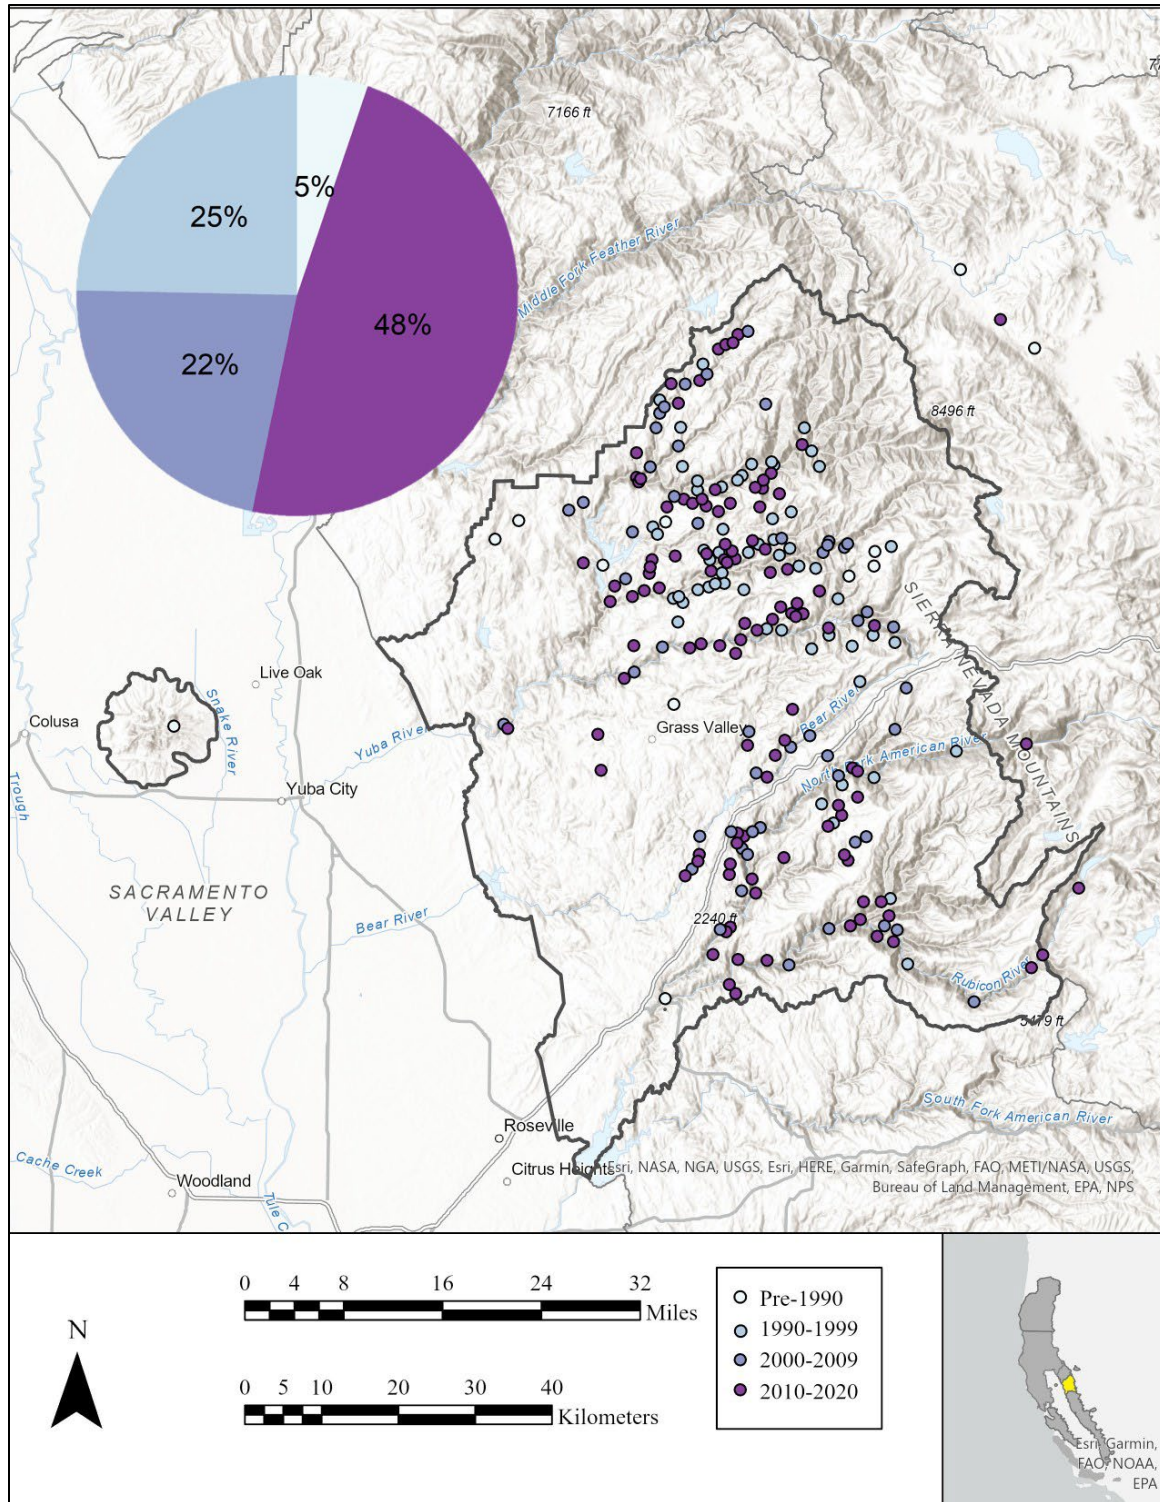 7166 ft
77
5%
25%
48%
22%
Middle Fork Feather River
8496 ft
SIERRA NEVADA MOUNTAINS
Live Oak
Snake River
Colusa
Grass Valley
Bear River
Yuba River
North Fork American River
Yuba City
Trough
SACRAMENTO
VALLEY
Bear River
2240 ft
Rubicon River
5479 ft
South Fork American River
Roseville
Citrus Heights
Esri, NASA, NGA, USGS, Esri, HERE, Garmin, SafeGraph, FAO, METI/NASA, USGS,
Bureau of Land Management, EPA, NPS
Cache Creek
Woodland
Tule C
0 4 8 16 24 32
Miles
N
0 5 10 20 30 40
Kilometers
Pre-1990
1990-1999
2000-2009
2010-2020
Esri, Garmin,
FAO, NOAA,
EPA